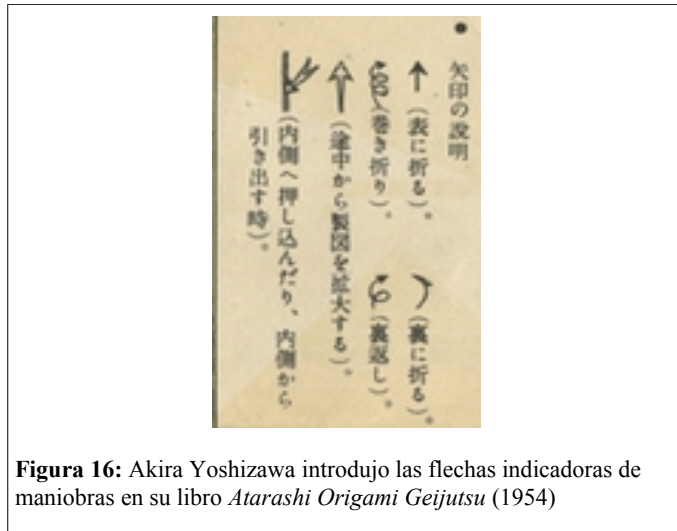 ● 矢印の説明
(表に折る)。
(裏に折る)。
(巻き折り)。
(裏返し)。
(途中から製図を拡大する)。
(内側へ押し込んだり、内側から
引き出す時)。
Figura 16: Akira Yoshizawa introdujo las flechas indicadoras de
maniobras en su libro Atarashi Origami Geijutsu (1954)